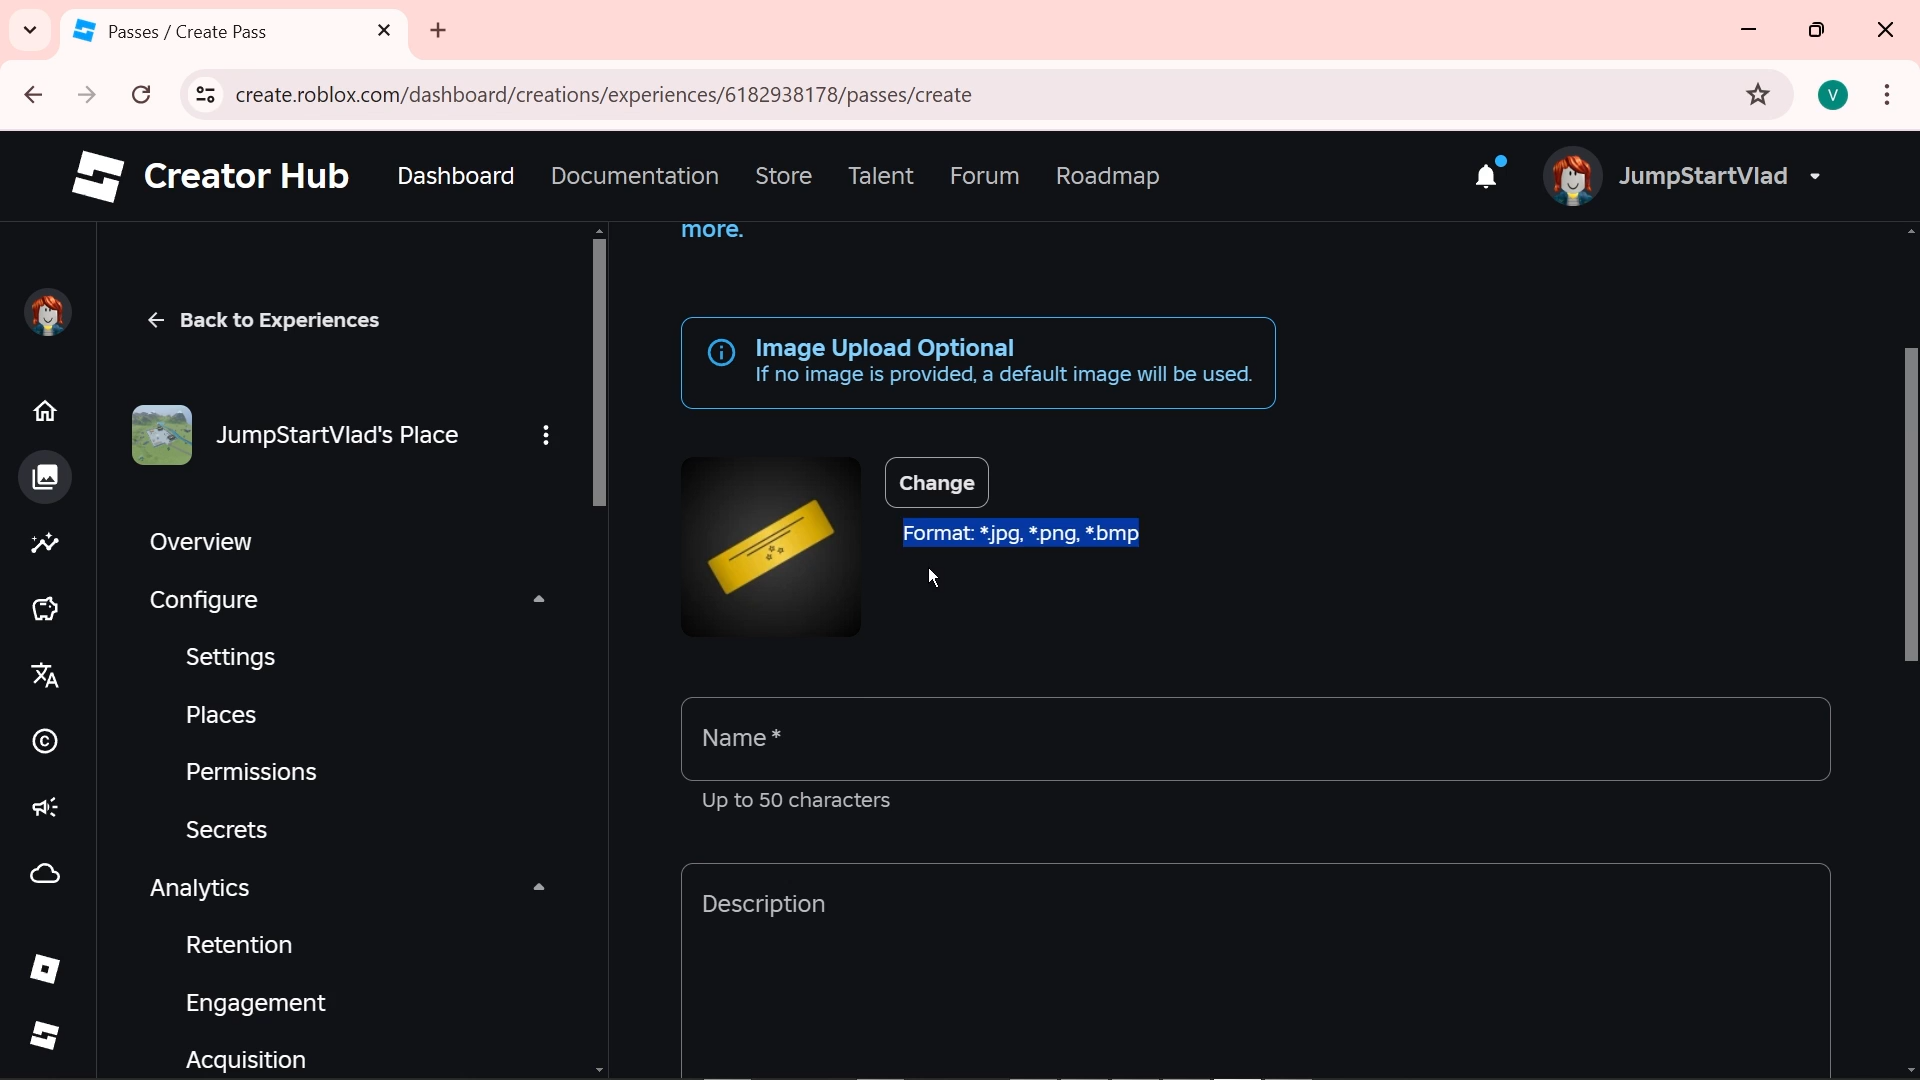 Passes / Create Pass
create.roblox.com/dashboard/creations/experiences/6182938178/passes/create
V
Creator Hub
Dashboard
Documentation
Store
Talent
Forum
Roadmap
JumpStartVlad
Back to Experiences
JumpStartVlad's Place
Overview
Configure
Settings
Places
Permissions
Secrets
Analytics
Retention
Engagement
Acquisition
more.
Image Upload Optional
If no image is provided, a default image will be used.
Change
Format: *.jpg, *.png, *.bmp
Name *
Up to 50 characters
Description